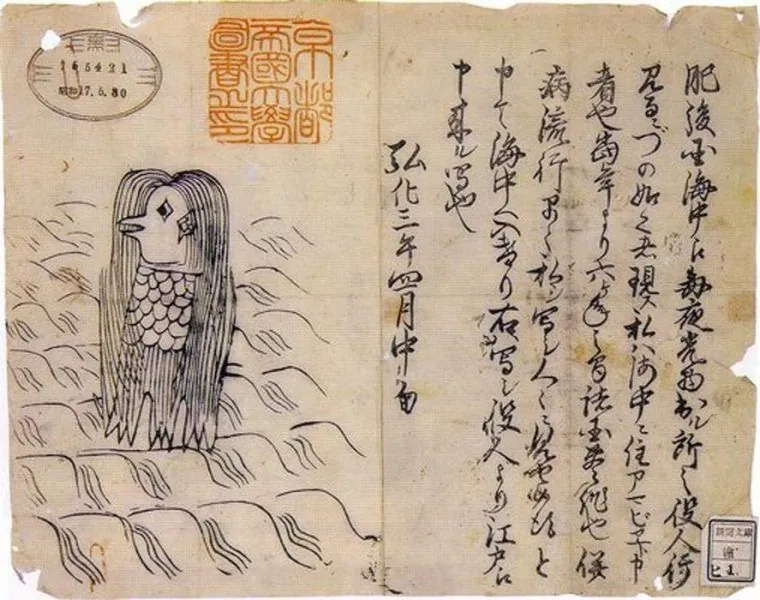 肥後国海中江毎夜光物出ル所之役人行
見るニづの如く者現ス私ハ海中ニ住アマビヱト申
者也当年より六ヶ年之間諸国豊作也併
病流行早々私ヲ写シ人々ニ見セ候得と
申て海中へ入けり右写シ役人より江戸江
申来ル写也
弘化三年四月中旬
京都
帝國大學
圖書之印
昭和17.5.30
新聞文庫
繪
ヒ 1